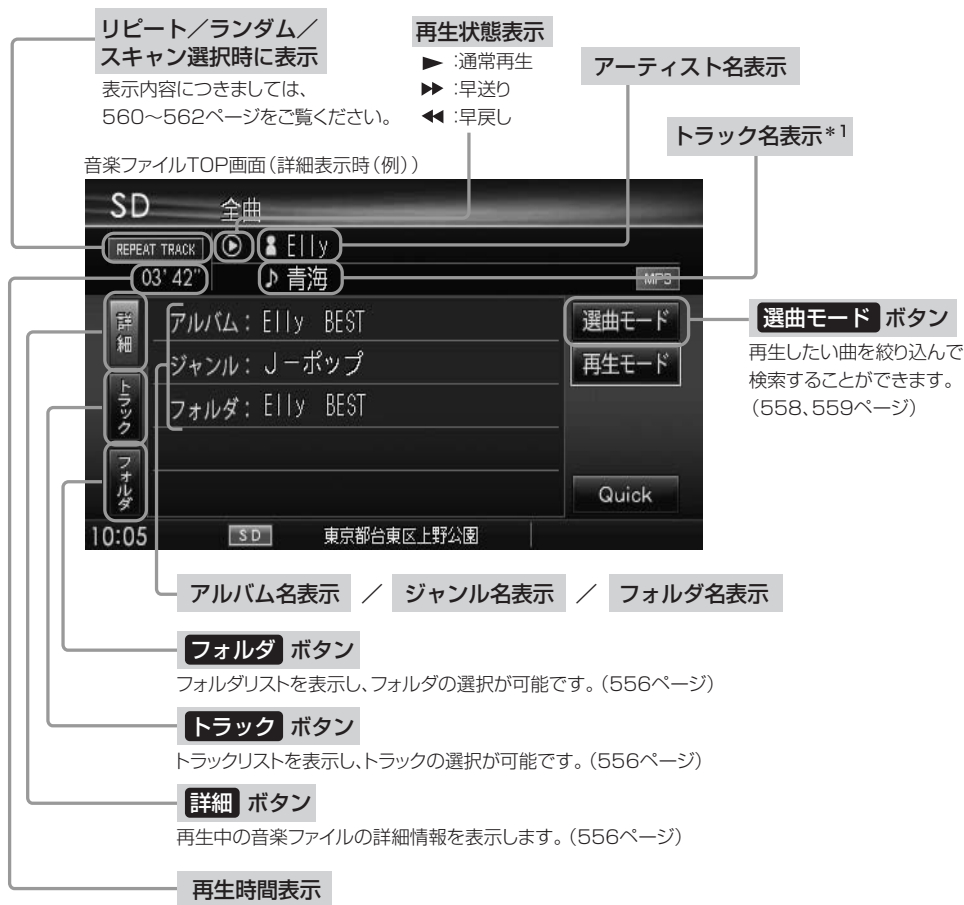 リピート／ランダム／
スキャン選択時に表示
表示内容につきましては、
560～562ページをご覧ください。
再生状態表示
▶ :通常再生
▶▶ :早送り
◀◀ :早戻し
アーティスト名表示
トラック名表示＊1
音楽ファイルTOP画面（詳細表示時（例））
SD 全曲
REPEAT TRACK Elly
03' 42" ♪ 青海 MP3
詳細
トラック
フォルダ
アルバム： Elly BEST
ジャンル： Jーポップ
フォルダ： Elly BEST
選曲モード
再生モード
Quick
10:05 SD 東京都台東区上野公園
選曲モード ボタン
再生したい曲を絞り込んで
検索することができます。
（558、559ページ）
アルバム名表示 ／ ジャンル名表示 ／ フォルダ名表示
フォルダ ボタン
フォルダリストを表示し、フォルダの選択が可能です。（556ページ）
トラック ボタン
トラックリストを表示し、トラックの選択が可能です。（556ページ）
詳細 ボタン
再生中の音楽ファイルの詳細情報を表示します。（556ページ）
再生時間表示